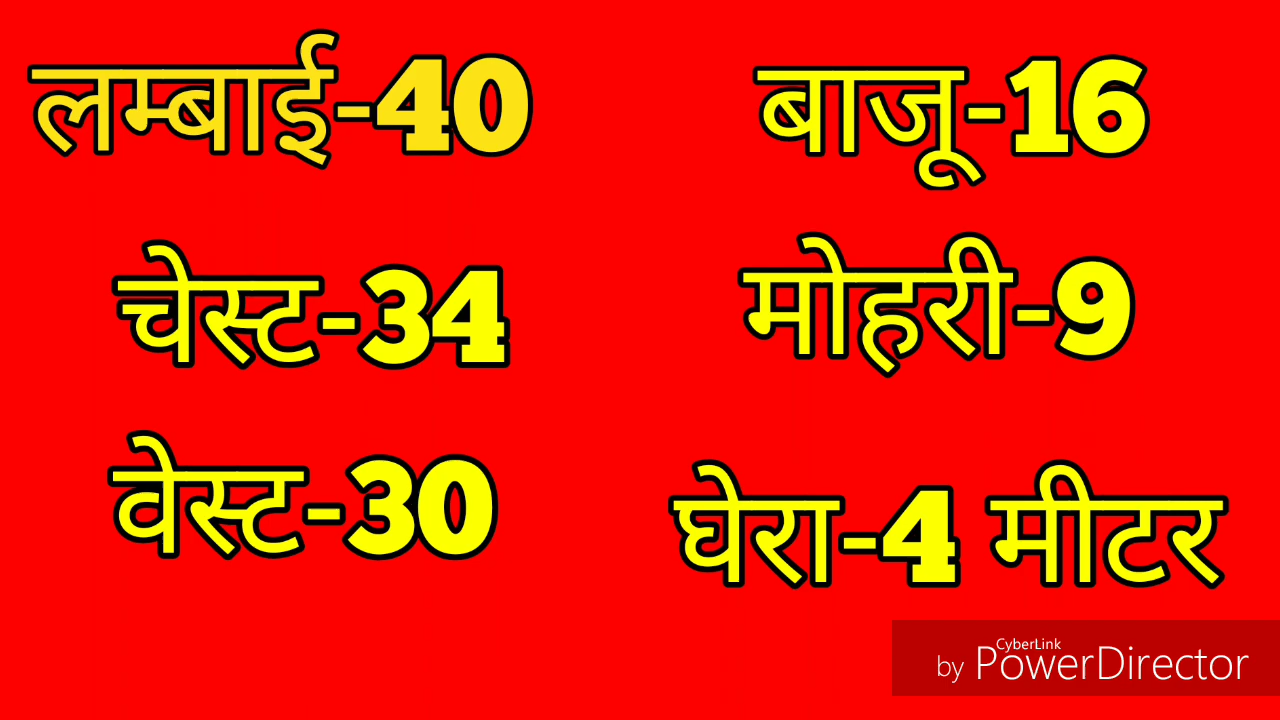 लम्बाई-40
चेस्ट-34
वेस्ट-30
बाजू-16
मोहरी-9
घेरा-4 मीटर
CyberLink
by PowerDirector